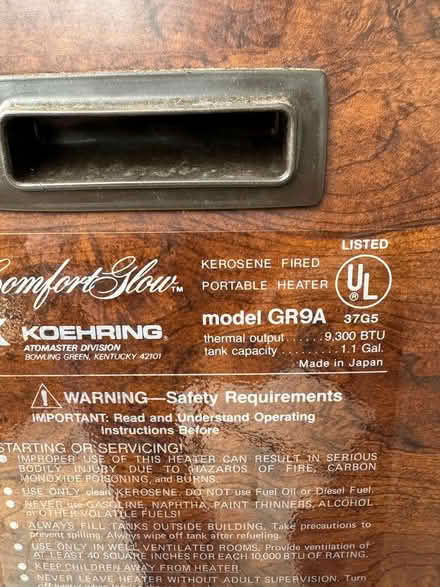 LISTED
Comfort Glow™
KEROSENE FIRED
PORTABLE HEATER
UL
model GR9A 37G5
KOEHRING®
ATOMASTER DIVISION
BOWLING GREEN, KENTUCKY 42101
thermal output......9,300 BTU
tank capacity..........1.1 Gal.
Made in Japan
WARNING—Safety Requirements
IMPORTANT: Read and Understand Operating
Instructions Before
STARTING OR SERVICING!
• IMPROPER USE OF THIS HEATER CAN RESULT IN SERIOUS
BODILY INJURY DUE TO HAZARDS OF FIRE, CARBON
MONOXIDE POISONING, and BURNS.
• USE ONLY clean KEROSENE. DO NOT use Fuel Oil or Diesel Fuel.
• NEVER use GASOLINE, NAPHTHA, PAINT THINNERS, ALCOHOL
or OTHER VOLATILE FUELS!
• ALWAYS FILL TANKS OUTSIDE BUILDING. Take precautions to
prevent spilling. Always wipe off tank after refueling.
• USE ONLY IN WELL VENTILATED ROOMS. Provide ventilation of
AT LEAST 40 SQUARE INCHES FOR EACH 10,000 BTU OF RATING.
• KEEP CHILDREN AWAY FROM HEATER.
• NEVER LEAVE HEATER WITHOUT ADULT SUPERVISION. Turn